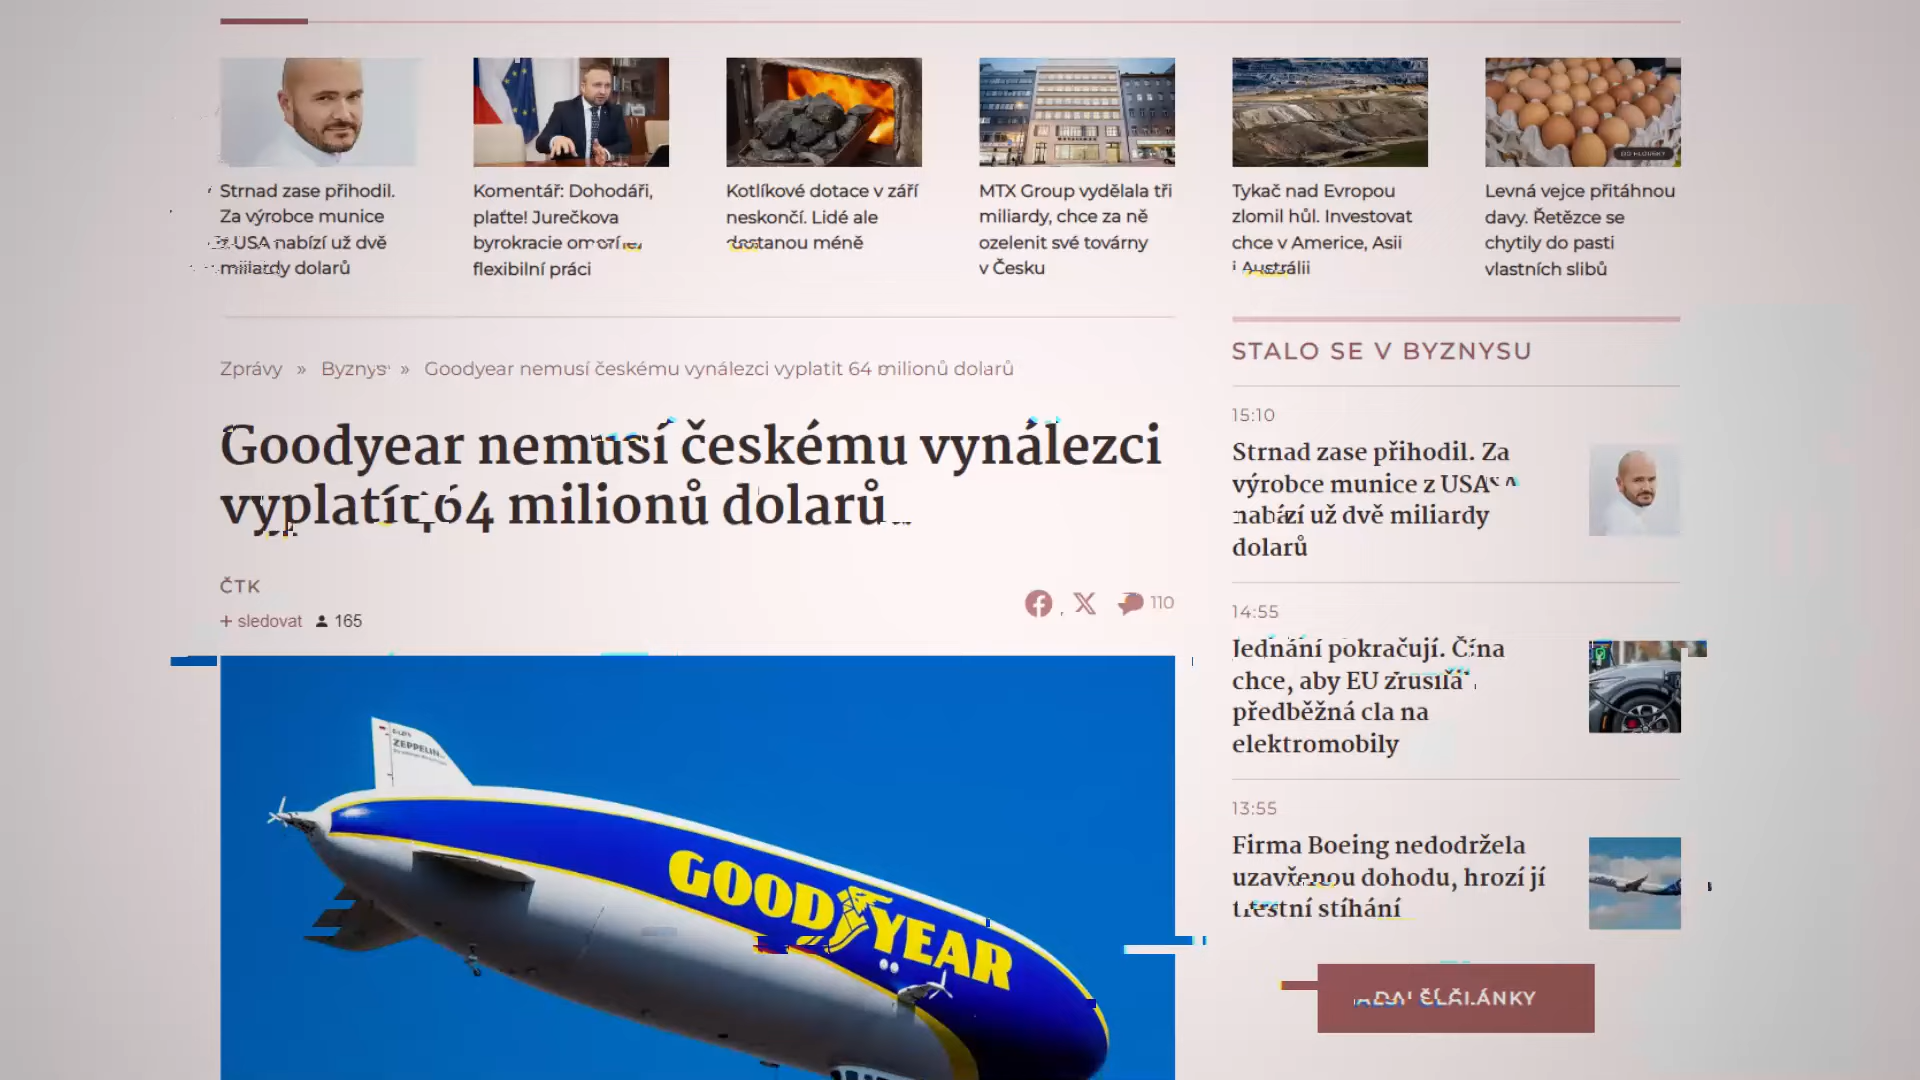 Strnad zase přihodil.
Za výrobce munice
z USA nabízí už dvě
miliardy dolarů
Komentář: Dohodáři,
plaťte! Jurečkova
byrokracie
flexibilní práci
Kotlíkové dotace v září
neskončí. Lidé ale
dostanou méně
MTX Group vydělala tři
miliardy, chce za ně
ozelenit své továrny
v Česku
Tykač nad Evropou
zlomil hůl. Investovat
chce v Americe, Asii
i Austrálii
Levná vejce přitáhnou
davy. Řetězce se
chytily do pasti
vlastních slibů
Zprávy » Byznys » Goodyear nemusí českému vynálezci vyplatit 64 milionů dolarů
Goodyear nemusí českému vynálezci
vyplatit 64 milionů dolarů
ČTK
+ sledovat 165
110
ZEPPELIN
GOODYEAR
STALO SE V BYZNYSU
15:10
Strnad zase přihodil. Za
výrobce munice z USA
nabízí už dvě miliardy
dolarů
14:55
Jednání pokračují. Čína
chce, aby EU zrušila
předběžná cla na
elektromobily
13:55
Firma Boeing nedodržela
uzavřenou dohodu, hrozí jí
trestní stíhání
ČLÁNKY